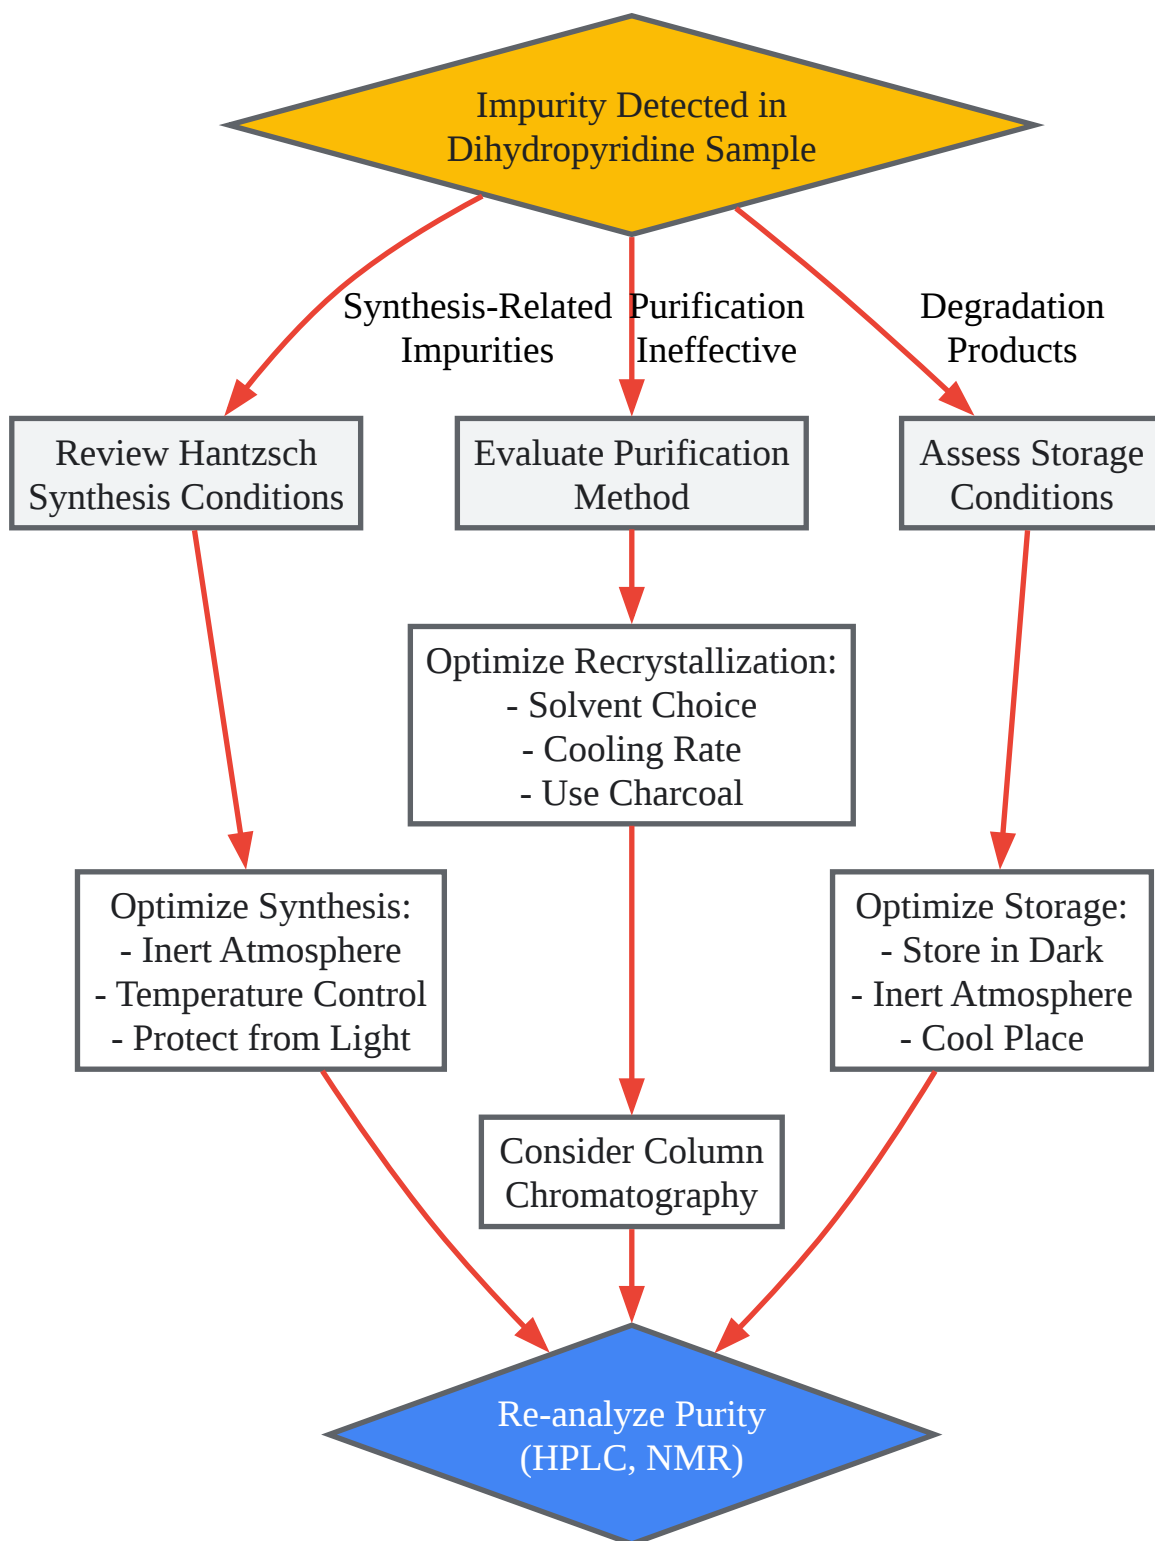 Impurity Detected in
Dihydropyridine Sample
Synthesis-Related
Impurities
Purification
Ineffective
Degradation
Products
Review Hantzsch
Synthesis Conditions
Evaluate Purification
Method
Assess Storage
Conditions
Optimize Recrystallization:
- Solvent Choice
- Cooling Rate
- Use Charcoal
Optimize Synthesis:
- Inert Atmosphere
- Temperature Control
- Protect from Light
Optimize Storage:
- Store in Dark
- Inert Atmosphere
- Cool Place
Consider Column
Chromatography
Re-analyze Purity
(HPLC, NMR)